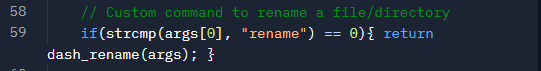 58 // Custom command to rename a file/directory
59 if(strcmp(args[0], "rename") == 0){ return
dash_rename(args); }